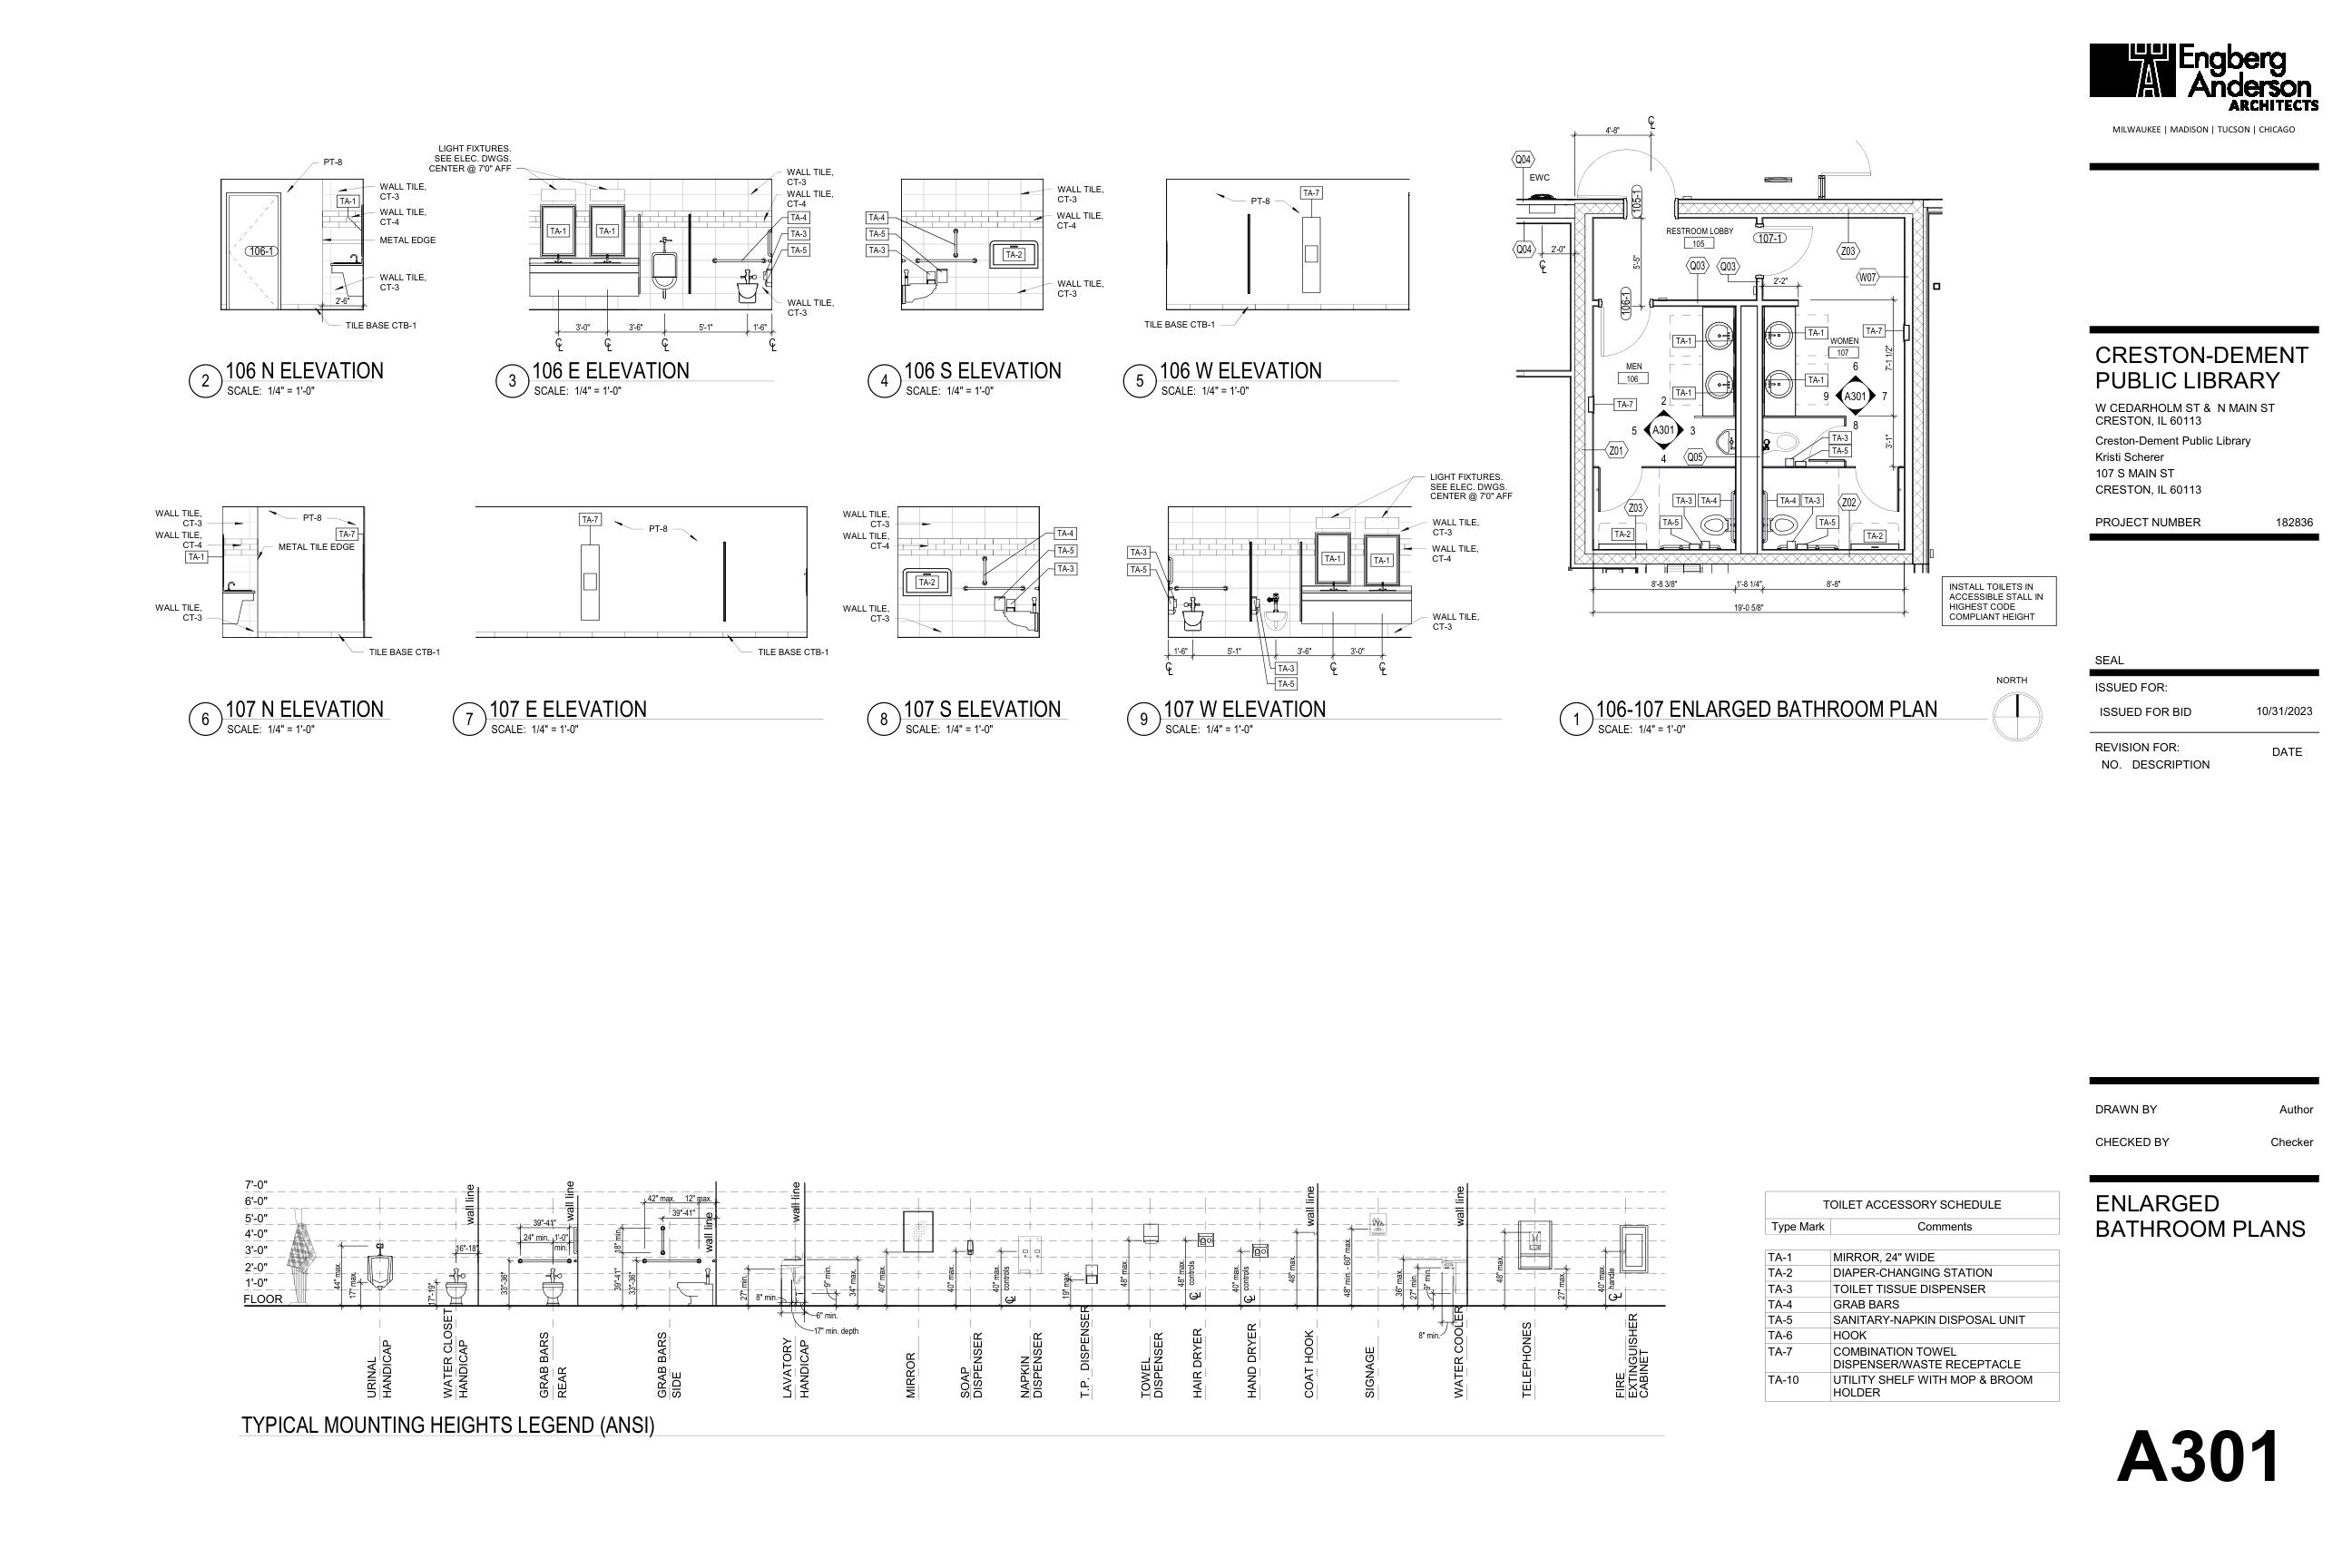 LIGHT FIXTURES.
SEE ELEC. DWGS.
CENTER @ 7'0" AFF
PT-8
WALL TILE,
CT-3
TA-1
WALL TILE,
CT-4
METAL EDGE
106-1
WALL TILE,
CT-3
2'-6"
TILE BASE CTB-1
2
106 N ELEVATION
SCALE: 1/4" = 1'-0"
WALL TILE,
CT-3
WALL TILE,
CT-4
TA-4
TA-3
TA-5
TA-1
TA-1
WALL TILE,
CT-3
3'-0"
3'-6"
5'-1"
1'-6"
3
106 E ELEVATION
SCALE: 1/4" = 1'-0"
TA-4
TA-5
TA-3
TA-2
WALL TILE,
CT-3
WALL TILE,
CT-4
WALL TILE,
CT-3
4
106 S ELEVATION
SCALE: 1/4" = 1'-0"
PT-8
TA-7
TILE BASE CTB-1
5
106 W ELEVATION
SCALE: 1/4" = 1'-0"
WALL TILE,
CT-3
WALL TILE,
CT-4
TA-1
PT-8
TA-7
METAL TILE EDGE
WALL TILE,
CT-3
TILE BASE CTB-1
6
107 N ELEVATION
SCALE: 1/4" = 1'-0"
TA-7
PT-8
TILE BASE CTB-1
7
107 E ELEVATION
SCALE: 1/4" = 1'-0"
WALL TILE,
CT-3
WALL TILE,
CT-4
TA-2
WALL TILE,
CT-3
TA-4
TA-5
TA-3
8
107 S ELEVATION
SCALE: 1/4" = 1'-0"
LIGHT FIXTURES.
SEE ELEC. DWGS.
CENTER @ 7'0" AFF
TA-3
TA-5
TA-1
TA-1
WALL TILE,
CT-3
WALL TILE,
CT-4
WALL TILE,
CT-3
1'-6"
5'-1"
3'-6"
3'-0"
TA-3
TA-5
9
107 W ELEVATION
SCALE: 1/4" = 1'-0"
4'-8"
Q04
EWC
105-1
RESTROOM LOBBY
105
107-1
Z03
Q04
2'-0"
5'-5"
Q03
Q03
W07
2'-2"
106-1
TA-1
TA-1
TA-7
WOMEN
107
7'-1 1/2"
MEN
106
TA-1
TA-1
6
9
A301
7
8
TA-7
2
5
A301
3
4
TA-3
TA-5
3'-1"
Z01
Q05
TA-3
TA-4
TA-4
TA-3
Z02
Z03
TA-5
TA-5
TA-2
TA-2
8'-8 3/8"
1'-8 1/4"
8'-8"
19'-0 5/8"
INSTALL TOILETS IN
ACCESSIBLE STALL IN
HIGHEST CODE
COMPLIANT HEIGHT
NORTH
1
106-107 ENLARGED BATHROOM PLAN
SCALE: 1/4" = 1'-0"
7'-0"
6'-0"
5'-0"
4'-0"
3'-0"
2'-0"
1'-0"
FLOOR
44" max.
17" max.
URINAL
HANDICAP
17"-19"
16"-18"
wall line
WATER CLOSET
HANDICAP
33"-36"
39"-41"
24" min.
1'-0"
min.
wall line
GRAB BARS
REAR
42" max.
12" max.
39"-41"
18" min.
39"-41"
33"-36"
wall line
GRAB BARS
SIDE
27" min.
8" min.
wall line
9" min.
34" max.
6" min.
17" min. depth
LAVATORY
HANDICAP
40" max.
MIRROR
40" max.
SOAP
DISPENSER
40" max.
controls
NAPKIN
DISPENSER
19" max.
T.P. DISPENSER
48" max.
TOWEL
DISPENSER
48" max.
controls
HAIR DRYER
40" max.
controls
HAND DRYER
48" max.
wall line
COAT HOOK
48" min. - 60" max.
SIGNAGE
36" max.
27" min.
9" min.
wall line
8" min.
WATER COOLER
48" max.
27" max.
TELEPHONES
40" max.
handle
FIRE
EXTINGUISHER
CABINET
TYPICAL MOUNTING HEIGHTS LEGEND (ANSI)
TOILET ACCESSORY SCHEDULE
Type Mark Comments
TA-1 MIRROR, 24" WIDE
TA-2 DIAPER-CHANGING STATION
TA-3 TOILET TISSUE DISPENSER
TA-4 GRAB BARS
TA-5 SANITARY-NAPKIN DISPOSAL UNIT
TA-6 HOOK
TA-7 COMBINATION TOWEL
DISPENSER/WASTE RECEPTACLE
TA-10 UTILITY SHELF WITH MOP & BROOM
HOLDER
Engberg
Anderson
ARCHITECTS
MILWAUKEE | MADISON | TUCSON | CHICAGO
CRESTON-DEMENT
PUBLIC LIBRARY
W CEDARHOLM ST & N MAIN ST
CRESTON, IL 60113
Creston-Dement Public Library
Kristi Scherer
107 S MAIN ST
CRESTON, IL 60113
PROJECT NUMBER 182836
SEAL
ISSUED FOR:
ISSUED FOR BID 10/31/2023
REVISION FOR:
DATE
NO. DESCRIPTION
DRAWN BY Author
CHECKED BY Checker
ENLARGED
BATHROOM PLANS
A301